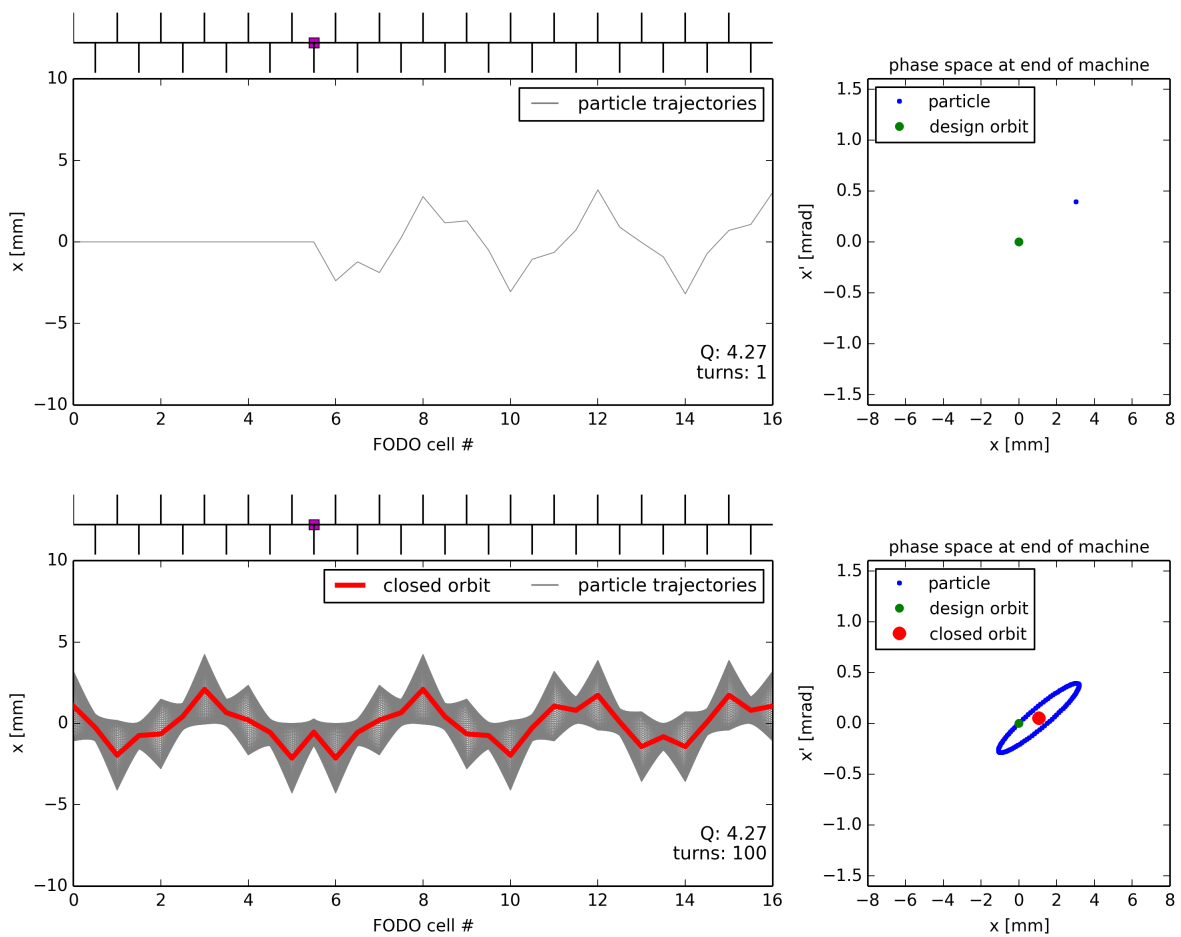 phase space at end of machine
10
5
0
−5
−10
x [mm]
particle trajectories
Q: 4.27
turns: 1
0 2 4 6 8 10 12 14 16
FODO cell #
1.5
1.0
0.5
0.0
−0.5
−1.0
−1.5
x' [mrad]
particle
design orbit
−8 −6 −4 −2 0 2 4 6 8
x [mm]
phase space at end of machine
10
5
0
−5
−10
x [mm]
closed orbit particle trajectories
Q: 4.27
turns: 100
0 2 4 6 8 10 12 14 16
FODO cell #
1.5
1.0
0.5
0.0
−0.5
−1.0
−1.5
x' [mrad]
particle
design orbit
closed orbit
−8 −6 −4 −2 0 2 4 6 8
x [mm]